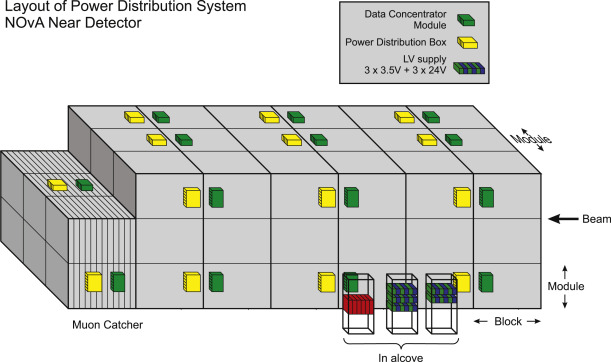 Layout of Power Distribution System
NOvA Near Detector
Data Concentrator
Module
Power Distribution Box
LV supply
3 x 3.5V + 3 x 24V
Module
Beam
Module
Block
Muon Catcher
In alcove